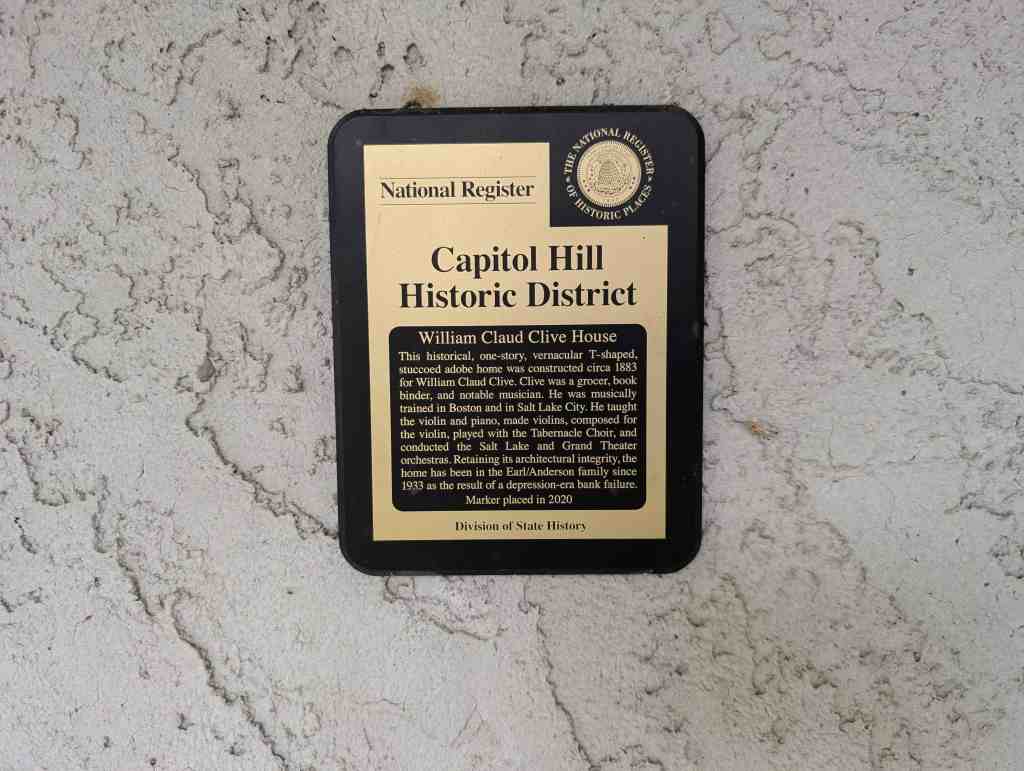 THE NATIONAL REGISTER
OF HISTORIC PLACES
National Register
Capitol Hill
Historic District
William Claud Clive House
This historical, one-story, vernacular T-shaped,
stuccoed adobe home was constructed circa 1883
for William Claud Clive. Clive was a grocer, book
binder, and notable musician. He was musically
trained in Boston and in Salt Lake City. He taught
the violin and piano, made violins, composed for
the violin, played with the Tabernacle Choir, and
conducted the Salt Lake and Grand Theater
orchestras. Retaining its architectural integrity, the
home has been in the Earl/Anderson family since
1933 as the result of a depression-era bank failure.
Marker placed in 2020
Division of State History